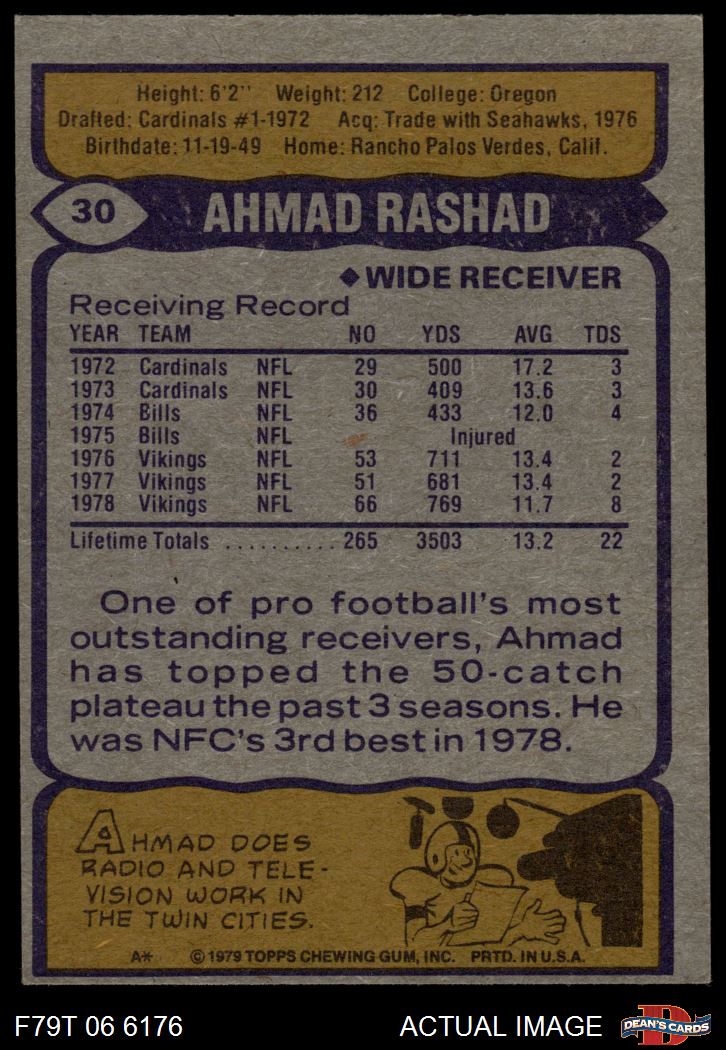 Height: 6'2" Weight: 212 College: Oregon
Drafted: Cardinals #1-1972 Acq: Trade with Seahawks, 1976
Birthdate: 11-19-49 Home: Rancho Palos Verdes, Calif.
30 AHMAD RASHAD
◆WIDE RECEIVER
Receiving Record
YEAR TEAM NO YDS AVG TDS
1972 Cardinals NFL 29 500 17.2 3
1973 Cardinals NFL 30 409 13.6 3
1974 Bills NFL 36 433 12.0 4
1975 Bills NFL Injured
1976 Vikings NFL 53 711 13.4 2
1977 Vikings NFL 51 681 13.4 2
1978 Vikings NFL 66 769 11.7 8
Lifetime Totals .......... 265 3503 13.2 22
One of pro football's most
outstanding receivers, Ahmad
has topped the 50-catch
plateau the past 3 seasons. He
was NFC's 3rd best in 1978.
AHMAD DOES
RADIO AND TELE-
VISION WORK IN
THE TWIN CITIES.
A* ©1979 TOPPS CHEWING GUM, INC. PRTD. IN U.S.A.
F79T 06 6176 ACTUAL IMAGE D DEAN'S CARDS